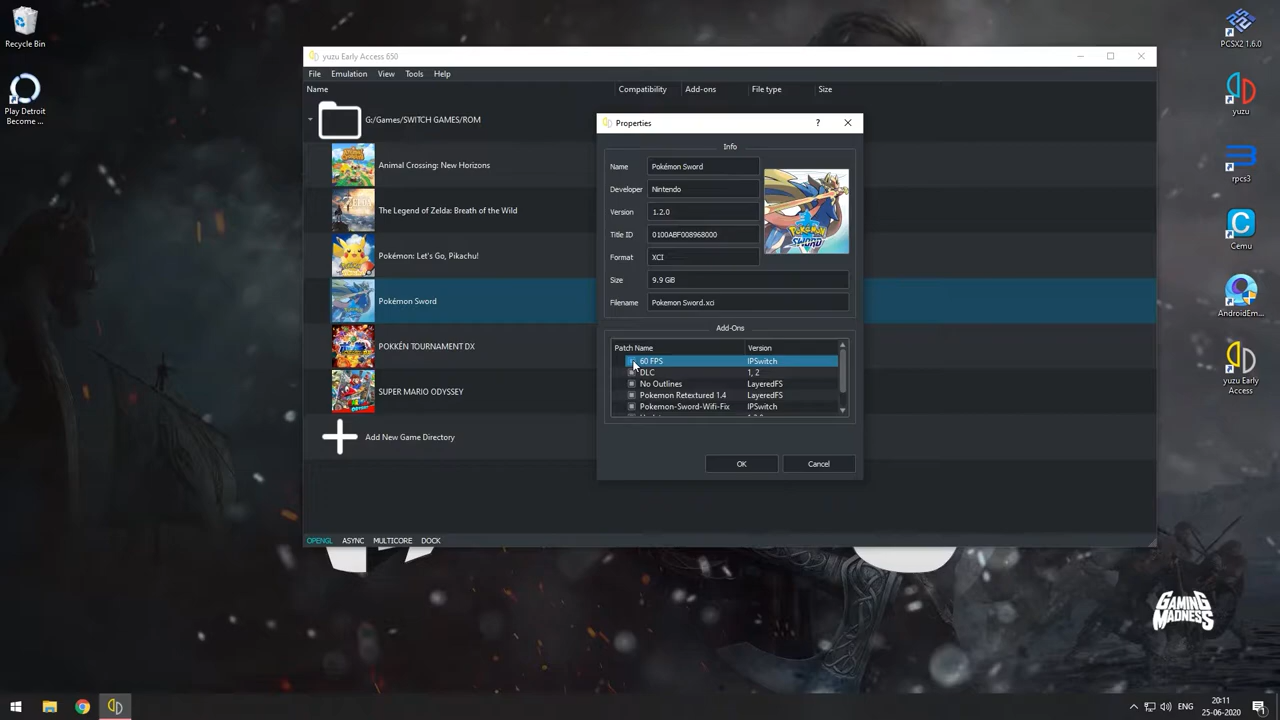 Recycle Bin
Play Detroit
Become ...
yuzu Early Access 650
File Emulation View Tools Help
Name Compatibility Add-ons File type Size
G:/Games/SWITCH GAMES/ROM
Animal Crossing: New Horizons
The Legend of Zelda: Breath of the Wild
Pokémon: Let's Go, Pikachu!
Pokémon Sword
POKKÉN TOURNAMENT DX
SUPER MARIO ODYSSEY
Add New Game Directory
OPENGL ASYNC MULTICORE DOCK
Properties
Info
Name Pokémon Sword
Developer Nintendo
Version 1.2.0
Title ID 0100ABF008968000
Format XCI
Size 9.9 GB
Filename Pokemon Sword.xci
POKÉMON
SWORD
Add-Ons
Patch Name Version
60 FPS IPSwitch
DLC 1, 2
No Outlines LayeredFS
Pokemon Retextured 1.4 LayeredFS
Pokemon-Sword-Wifi-Fix IPSwitch
OK Cancel
PCSX2 1.6.0
yuzu
rpcs3
Cemu
AndroidEm...
yuzu Early
Access
GAMING
MADNESS
ENG
20:11
25-06-2020